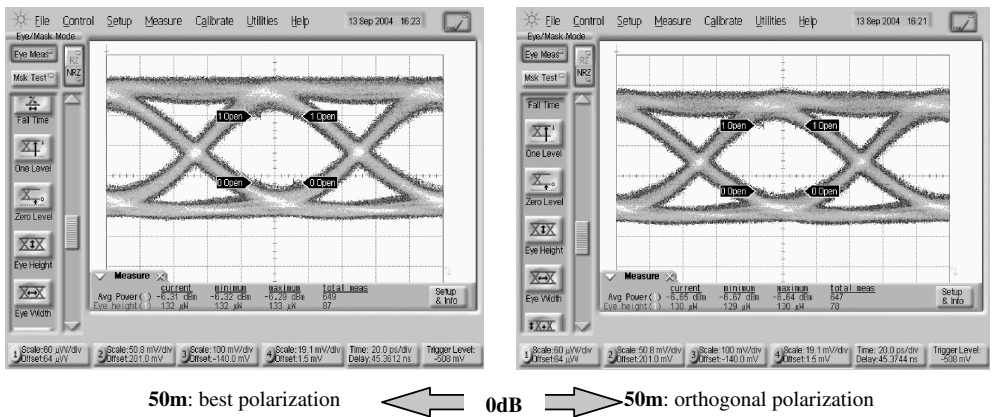 File Control Setup Measure Calibrate Utilities Help 13 Sep 2004 16:23
Eye/Mask Mode
Eye Meas
RZ
NRZ
Msk Test
Fall Time
One Level
Zero Level
Eye Height
Eye Width
1 Open 1 Open
0 Open 0 Open
Measure
current minimum maximum total meas
Avg Power(1) -6.31 dBm -6.32 dBm -6.29 dBm 649
Eye height(1) 132 µW 132 µW 133 µW 87
Setup & Info
1 Scale:60 µW/div Offset:64 µW
2 Scale:50.8 mV/div Offset:201.0 mV
3 Scale:100 mV/div Offset:-140.0 mV
4 Scale:19.1 mV/div Offset:1.5 mV
Time: 20.0 ps/div Delay:45.3612 ns
Trigger Level: -508 mV
File Control Setup Measure Calibrate Utilities Help 13 Sep 2004 16:21
Eye/Mask Mode
Eye Meas
RZ
NRZ
Msk Test
Fall Time
One Level
Zero Level
Eye Height
Eye Width
1 Open 1 Open
0 Open 0 Open
Measure
current minimum maximum total meas
Avg Power(1) -6.65 dBm -6.67 dBm -6.64 dBm 647
Eye height(1) 130 µW 129 µW 130 µW 78
Setup & Info
1 Scale:60 µW/div Offset:64 µW
2 Scale:50.8 mV/div Offset:201.0 mV
3 Scale:100 mV/div Offset:-140.0 mV
4 Scale:19.1 mV/div Offset:1.5 mV
Time: 20.0 ps/div Delay:45.3744 ns
Trigger Level: -508 mV
50m: best polarization 0dB 50m: orthogonal polarization